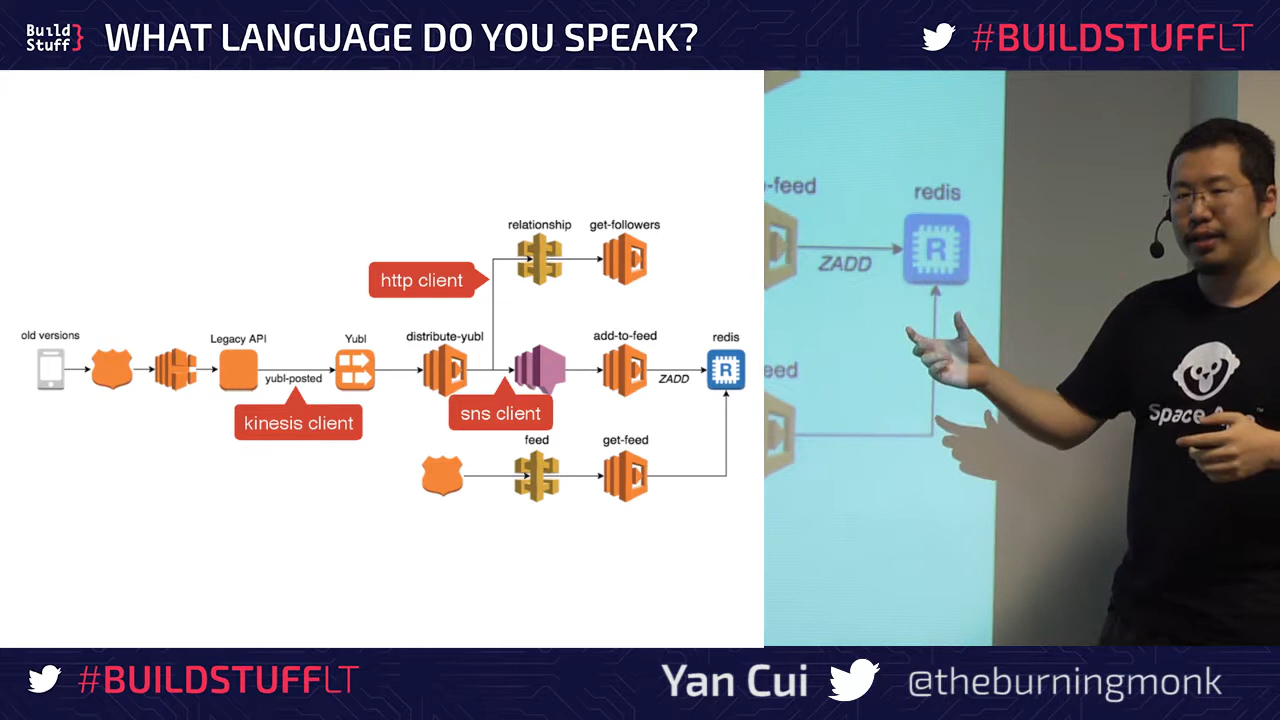 Build
Stuff}
WHAT LANGUAGE DO YOU SPEAK?
#BUILDSTUFFLT
relationship
get-followers
http client
old versions
Legacy API
Yubl
distribute-yubl
add-to-feed
redis
yubl-posted
ZADD
kinesis client
sns client
feed
get-feed
-feed
redis
R
ZADD
eed
R
Space
#BUILDSTUFFLT
Yan Cui
@theburningmonk